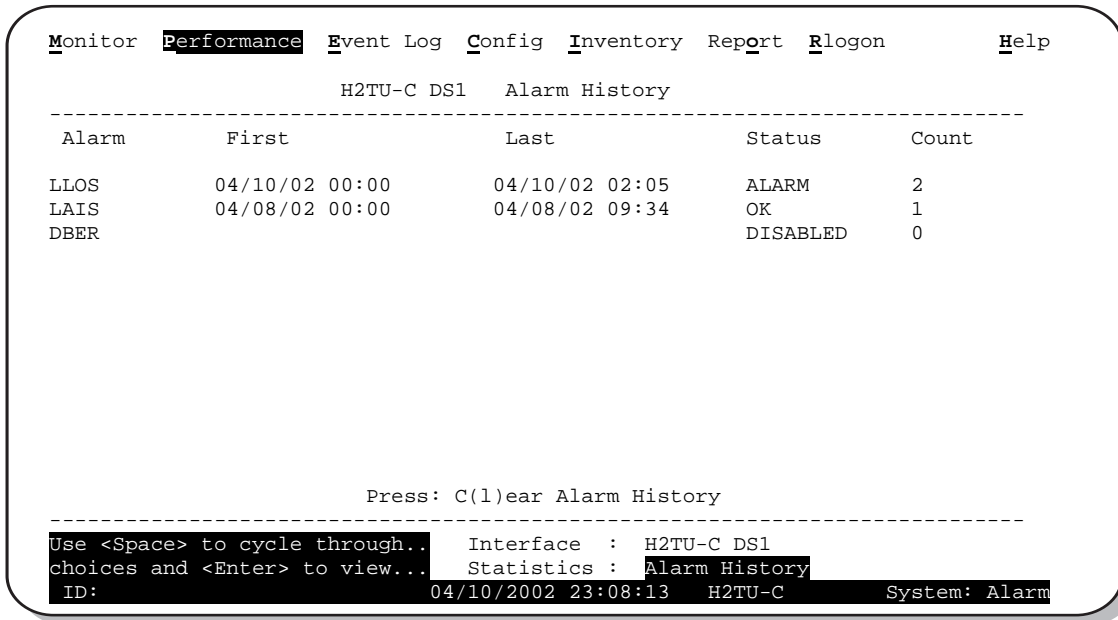 Monitor Performance Event Log Config Inventory Report Rlogon Help
H2TU-C DS1 Alarm History
--------------------------------------------------------------------------------
Alarm First Last Status Count
LLOS 04/10/02 00:00 04/10/02 02:05 ALARM 2
LAIS 04/08/02 00:00 04/08/02 09:34 OK 1
DBER DISABLED 0
Press: C(l)ear Alarm History
--------------------------------------------------------------------------------
Use <Space> to cycle through.. Interface : H2TU-C DS1
choices and <Enter> to view... Statistics : Alarm History
ID: 04/10/2002 23:08:13 H2TU-C System: Alarm